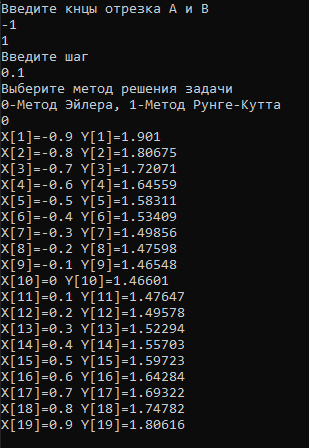 Введите кнцы отрезка A и B
-1
1
Введите шаг
0.1
Выберите метод решения задачи
0-Метод Эйлера, 1-Метод Рунге-Кутта
0
X[1]=-0.9 Y[1]=1.901
X[2]=-0.8 Y[2]=1.80675
X[3]=-0.7 Y[3]=1.72071
X[4]=-0.6 Y[4]=1.64559
X[5]=-0.5 Y[5]=1.58311
X[6]=-0.4 Y[6]=1.53409
X[7]=-0.3 Y[7]=1.49856
X[8]=-0.2 Y[8]=1.47598
X[9]=-0.1 Y[9]=1.46548
X[10]=0 Y[10]=1.46601
X[11]=0.1 Y[11]=1.47647
X[12]=0.2 Y[12]=1.49578
X[13]=0.3 Y[13]=1.52294
X[14]=0.4 Y[14]=1.55703
X[15]=0.5 Y[15]=1.59723
X[16]=0.6 Y[16]=1.64284
X[17]=0.7 Y[17]=1.69322
X[18]=0.8 Y[18]=1.74782
X[19]=0.9 Y[19]=1.80616